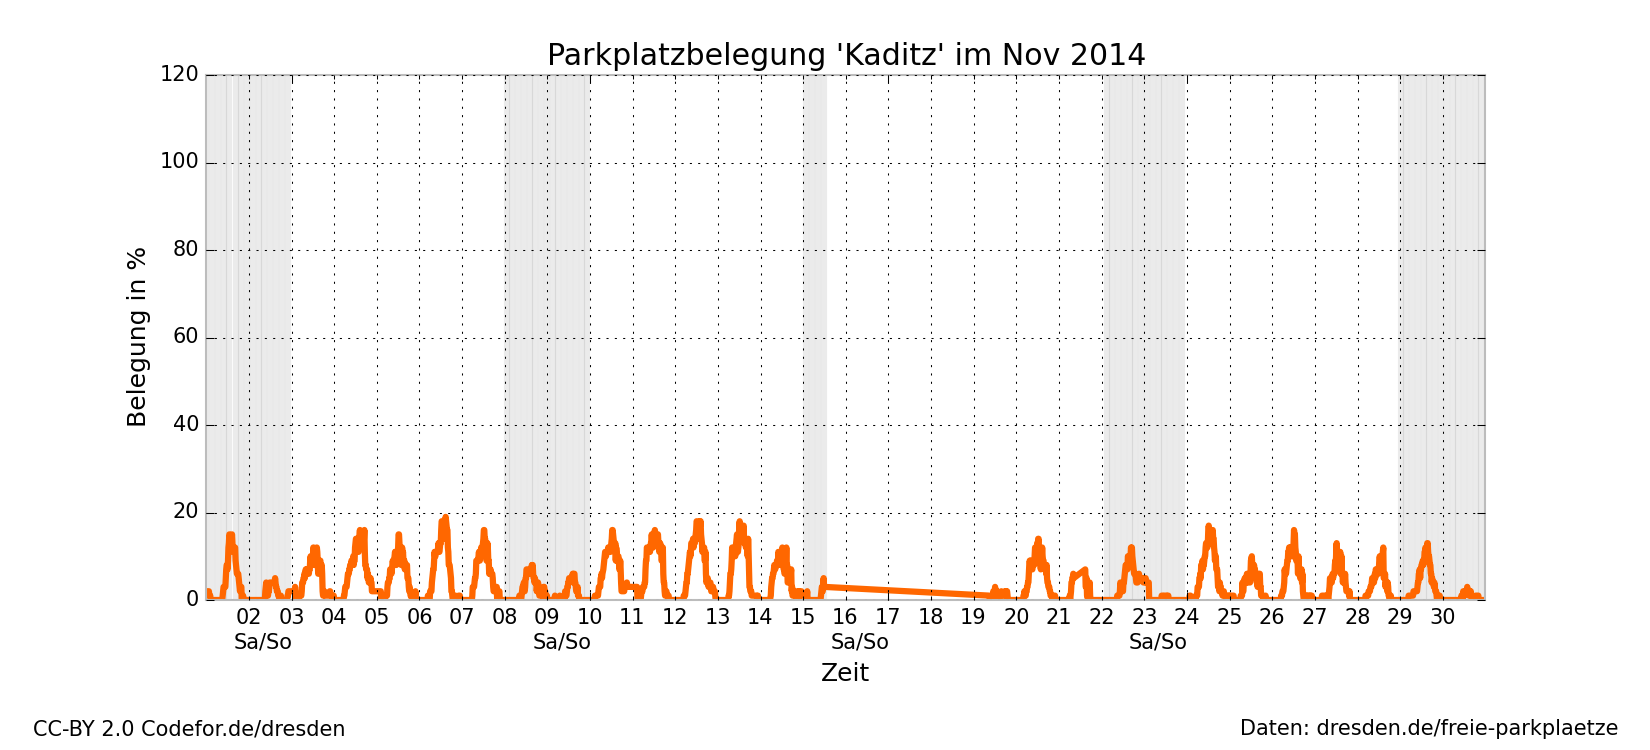 Parkplatzbelegung 'Kaditz' im Nov 2014
120
100
80
60
40
20
0
Belegung in %
02 03 04 05 06 07 08 09 10 11 12 13 14 15 16 17 18 19 20 21 22 23 24 25 26 27 28 29 30
Sa/So Sa/So Sa/So Sa/So
Zeit
CC-BY 2.0 Codefor.de/dresden
Daten: dresden.de/freie-parkplaetze